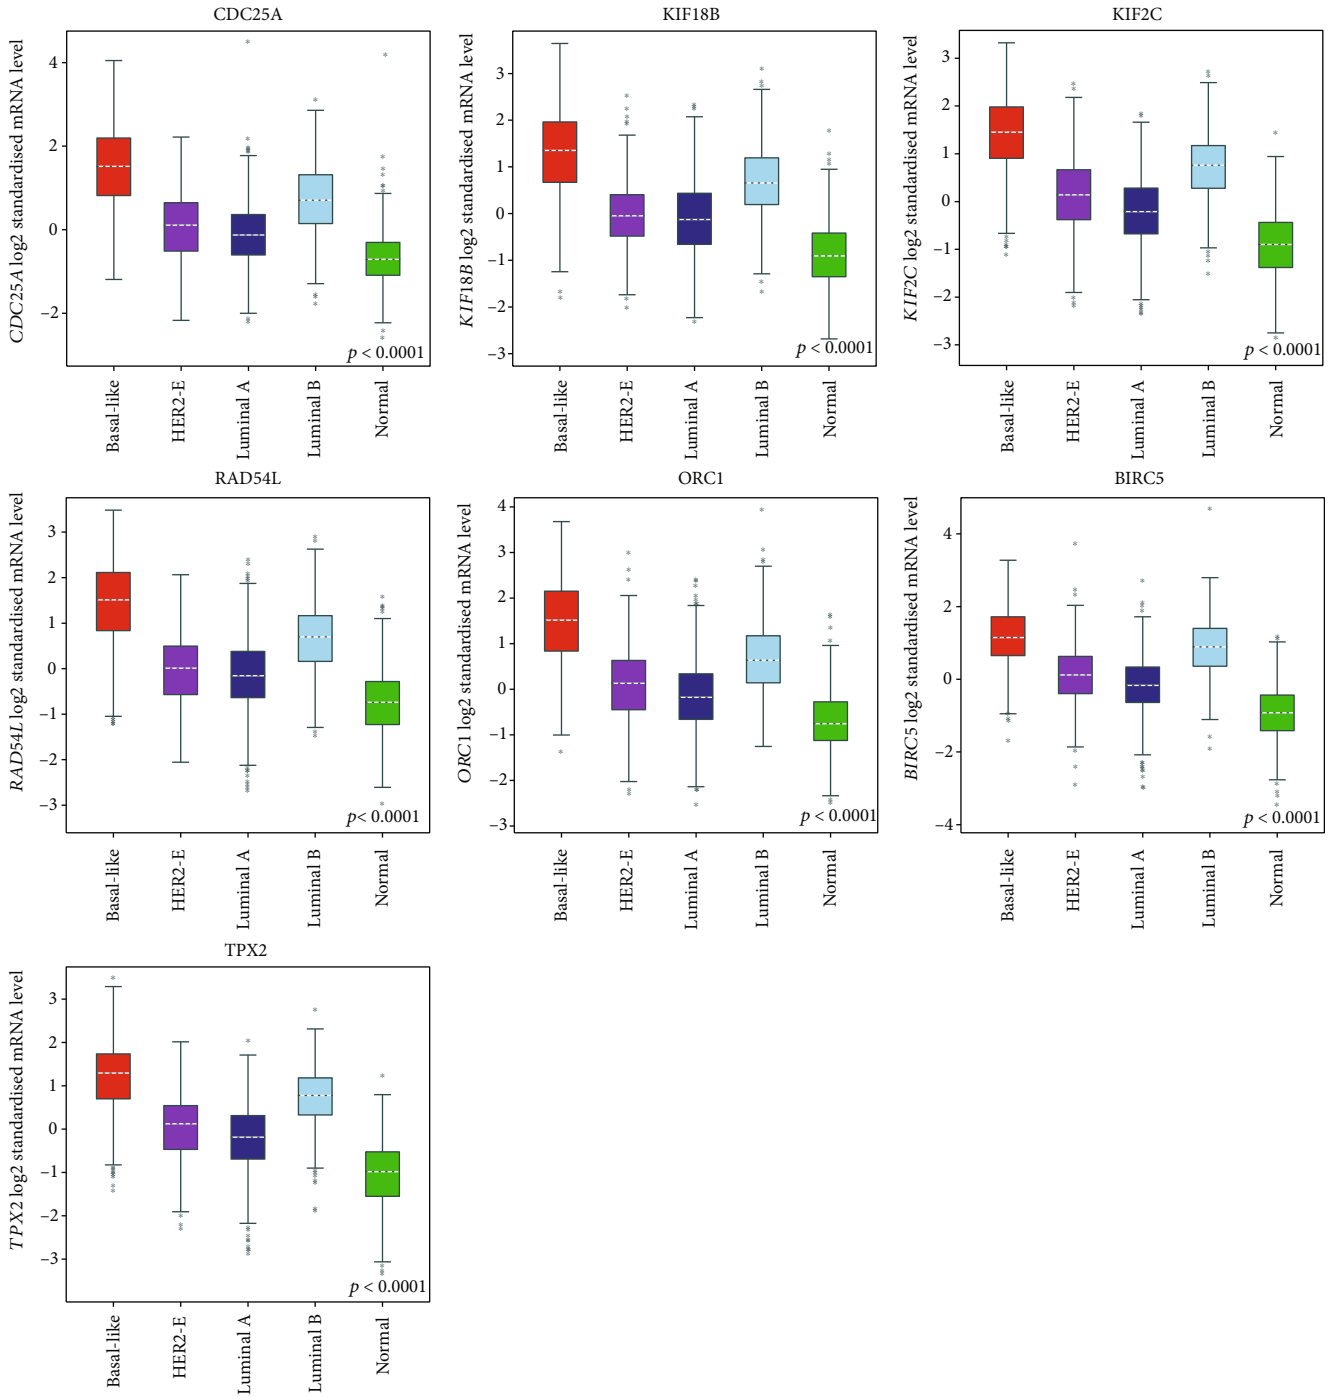 CDC25A
CDC25A log2 standardised mRNA level
4
2
0
−2
p < 0.0001
Basal-like
HER2-E
Luminal A
Luminal B
Normal
KIF18B
KIF18B log2 standardised mRNA level
3
2
1
0
−1
−2
−3
p < 0.0001
Basal-like
HER2-E
Luminal A
Luminal B
Normal
KIF2C
KIF2C log2 standardised mRNA level
3
2
1
0
−1
−2
−3
p < 0.0001
Basal-like
HER2-E
Luminal A
Luminal B
Normal
RAD54L
RAD54L log2 standardised mRNA level
3
2
1
0
−1
−2
−3
p< 0.0001
Basal-like
HER2-E
Luminal A
Luminal B
Normal
ORC1
ORC1 log2 standardised mRNA level
4
3
2
1
0
−1
−2
−3
p < 0.0001
Basal-like
HER2-E
Luminal A
Luminal B
Normal
BIRC5
BIRC5 log2 standardised mRNA level
4
2
0
−2
−4
p < 0.0001
Basal-like
HER2-E
Luminal A
Luminal B
Normal
TPX2
TPX2 log2 standardised mRNA level
3
2
1
0
−1
−2
−3
p < 0.0001
Basal-like
HER2-E
Luminal A
Luminal B
Normal